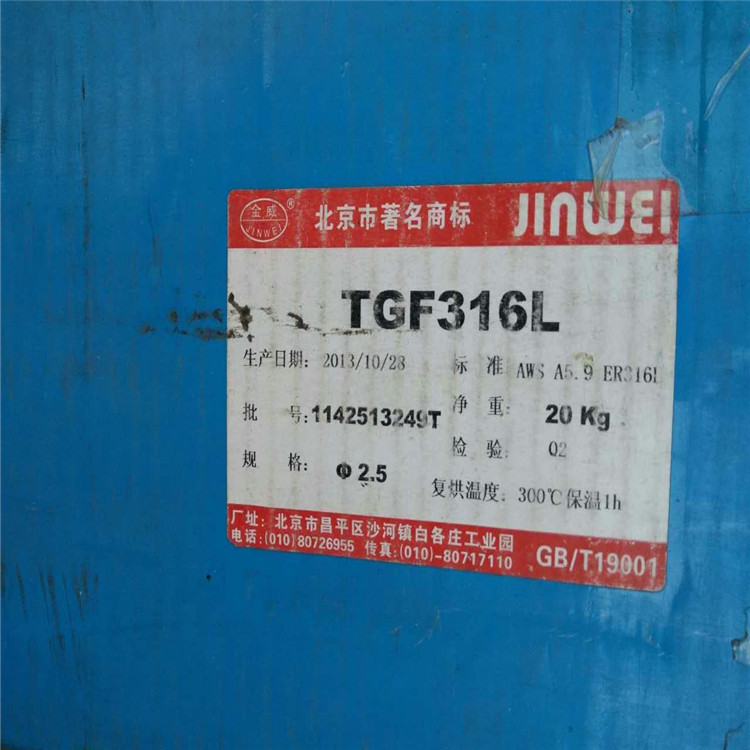 金威
JINWEI
®
北京市著名商标
JINWEI
TGF316L
生产日期: 2013/10/28
标 准: AWS A5.9 ER316L
批 号: 1142513249T
净 重: 20 Kg
规 格: Φ2.5
检 验: 02
复烘温度: 300℃保温1h
厂址: 北京市昌平区沙河镇白各庄工业园
电话:(010)80726955 传真:(010)-80717110
GB/T19001